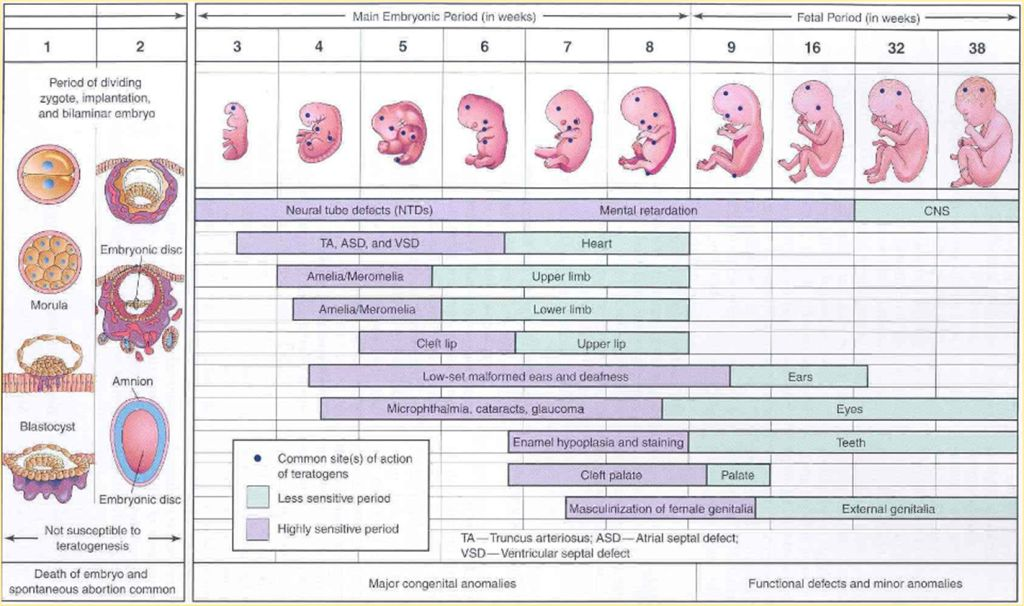 Main Embryonic Period (in weeks)
Fetal Period (in weeks)
1
2
3
4
5
6
7
8
9
16
32
38
Period of dividing
zygote, implantation,
and bilaminar embryo
Embryonic disc
Morula
Amnion
Blastocyst
Embryonic disc
Not susceptible to
teratogenesis
Death of embryo and
spontaneous abortion common
Neural tube defects (NTDs)
Mental retardation
CNS
TA, ASD, and VSD
Heart
Amelia/Meromelia
Upper limb
Amelia/Meromelia
Lower limb
Cleft lip
Upper lip
Low-set malformed ears and deafness
Ears
Microphthalmia, cataracts, glaucoma
Eyes
Enamel hypoplasia and staining
Teeth
Cleft palate
Palate
Masculinization of female genitalia
External genitalia
Common site(s) of action
of teratogens
Less sensitive period
Highly sensitive period
TA—Truncus arteriosus; ASD—Atrial septal defect;
VSD—Ventricular septal defect
Major congenital anomalies
Functional defects and minor anomalies